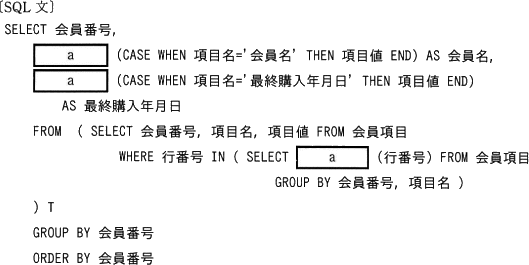 〔SQL 文〕
SELECT 会員番号,
a (CASE WHEN 項目名='会員名' THEN 項目値 END) AS 会員名,
a (CASE WHEN 項目名='最終購入年月日' THEN 項目値 END)
AS 最終購入年月日
FROM ( SELECT 会員番号, 項目名, 項目値 FROM 会員項目
WHERE 行番号 IN ( SELECT a (行番号) FROM 会員項目
GROUP BY 会員番号, 項目名 )
) T
GROUP BY 会員番号
ORDER BY 会員番号